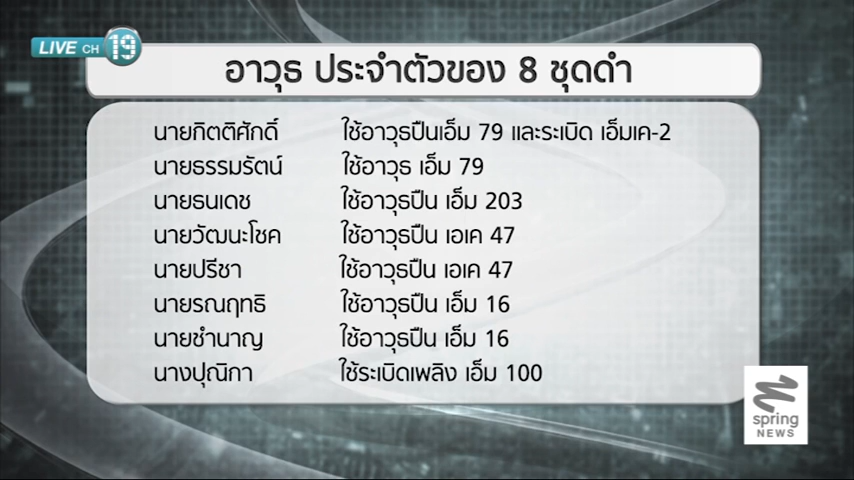 LIVE CH 19
อาวุธ ประจำตัวของ 8 ชุดดำ
นายกิตติศักดิ์ ใช้อาวุธปืนเอ็ม 79 และระเบิด เอ็มเค-2
นายธรรมรัตน์ ใช้อาวุธ เอ็ม 79
นายธนเดช ใช้อาวุธปืน เอ็ม 203
นายวัฒนะโชค ใช้อาวุธปืน เอเค 47
นายปรีชา ใช้อาวุธปืน เอเค 47
นายรณฤทธิ ใช้อาวุธปืน เอ็ม 16
นายชำนาญ ใช้อาวุธปืน เอ็ม 16
นางปุณิกา ใช้ระเบิดเพลิง เอ็ม 100
spring
NEWS